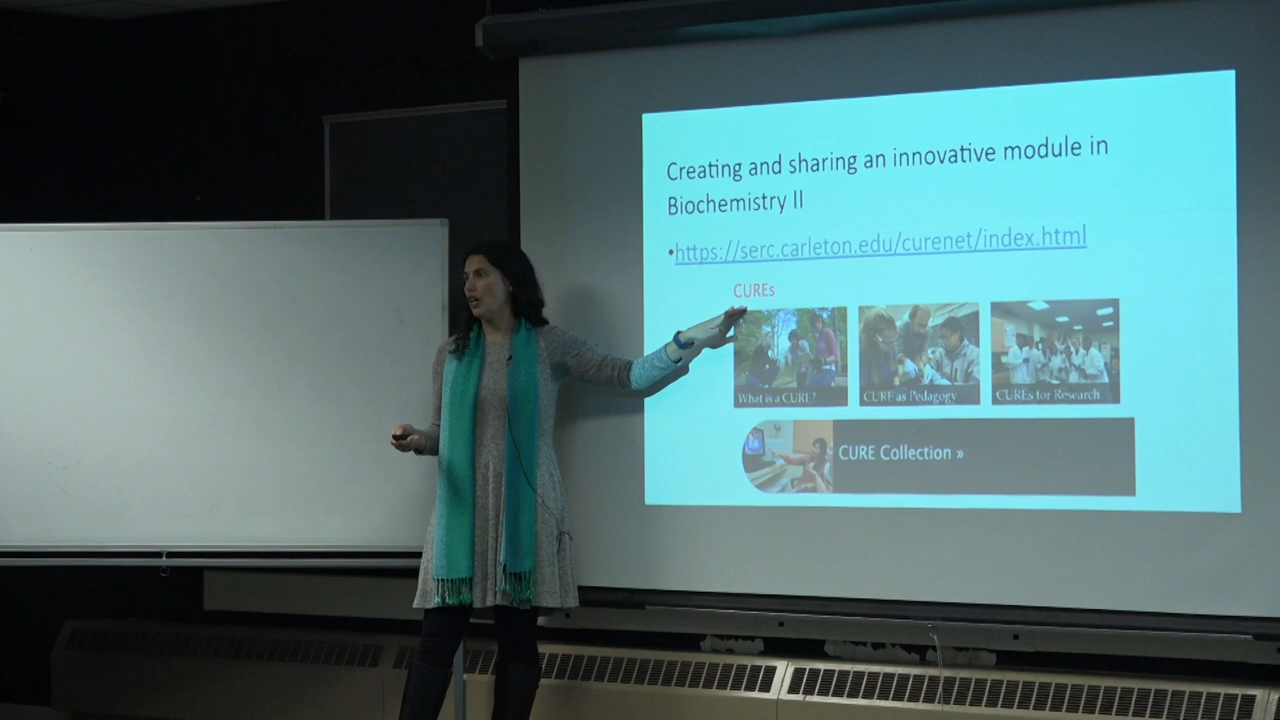 Creating and sharing an innovative module in
Biochemistry II
•https://serc.carleton.edu/curenet/index.html
CUREs
What is a CURE?
CURE as Pedagogy
CUREs for Research
CURE Collection »